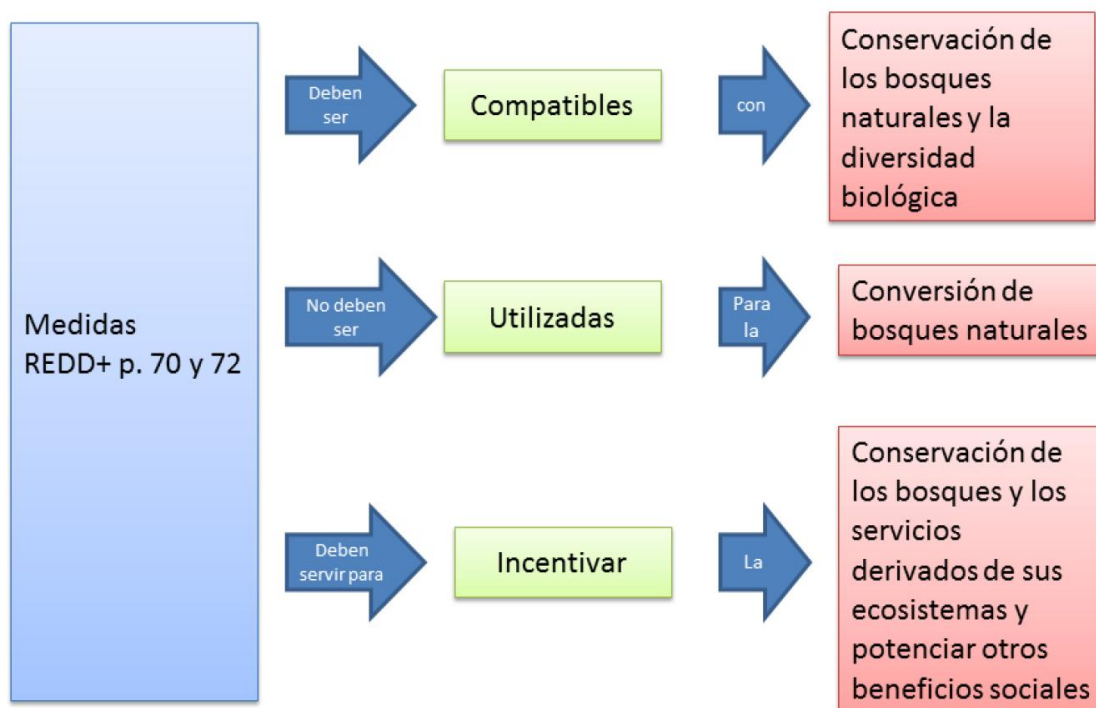 Medidas
REDD+ p. 70 y 72
Deben
ser
Compatibles
con
Conservación de
los bosques
naturales y la
diversidad
biológica
No deben
ser
Utilizadas
Para
la
Conversión de
bosques naturales
Deben
servir para
Incentivar
La
Conservación de
los bosques y los
servicios
derivados de sus
ecosistemas y
potenciar otros
beneficios sociales